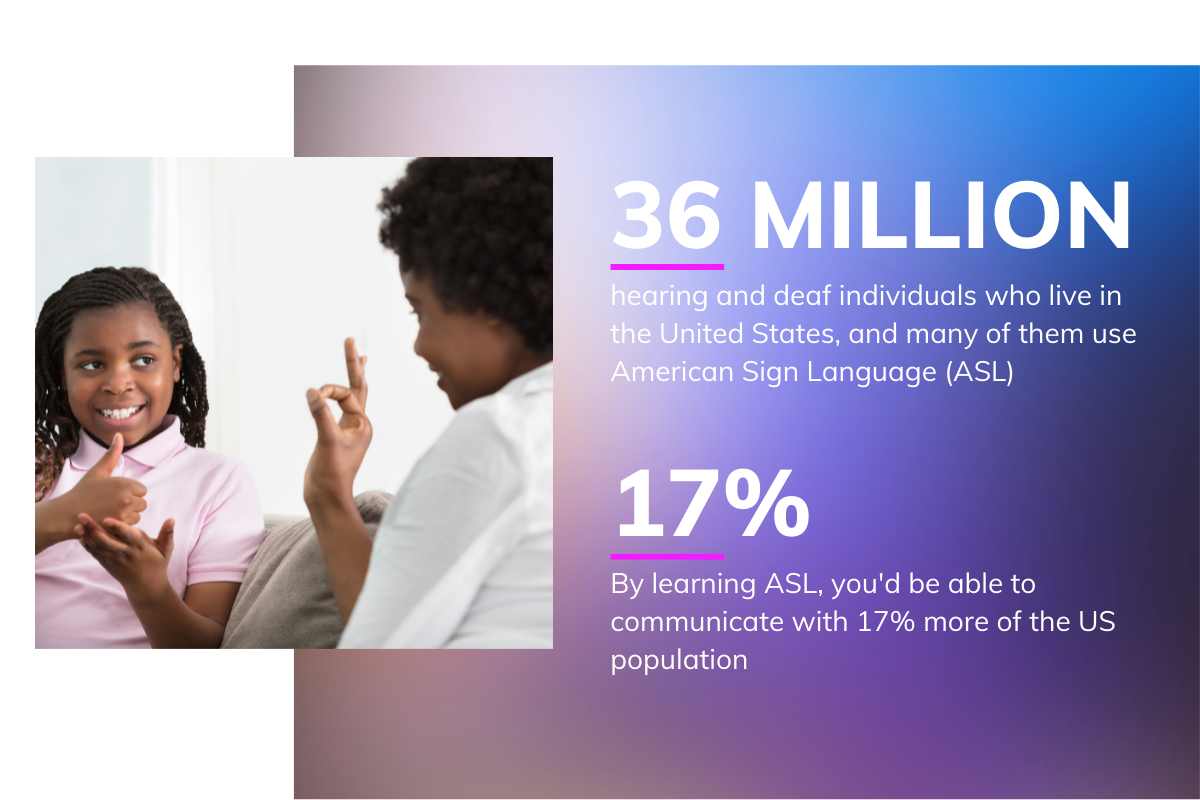 36 MILLION
hearing and deaf individuals who live in
the United States, and many of them use
American Sign Language (ASL)
17%
By learning ASL, you'd be able to
communicate with 17% more of the US
population